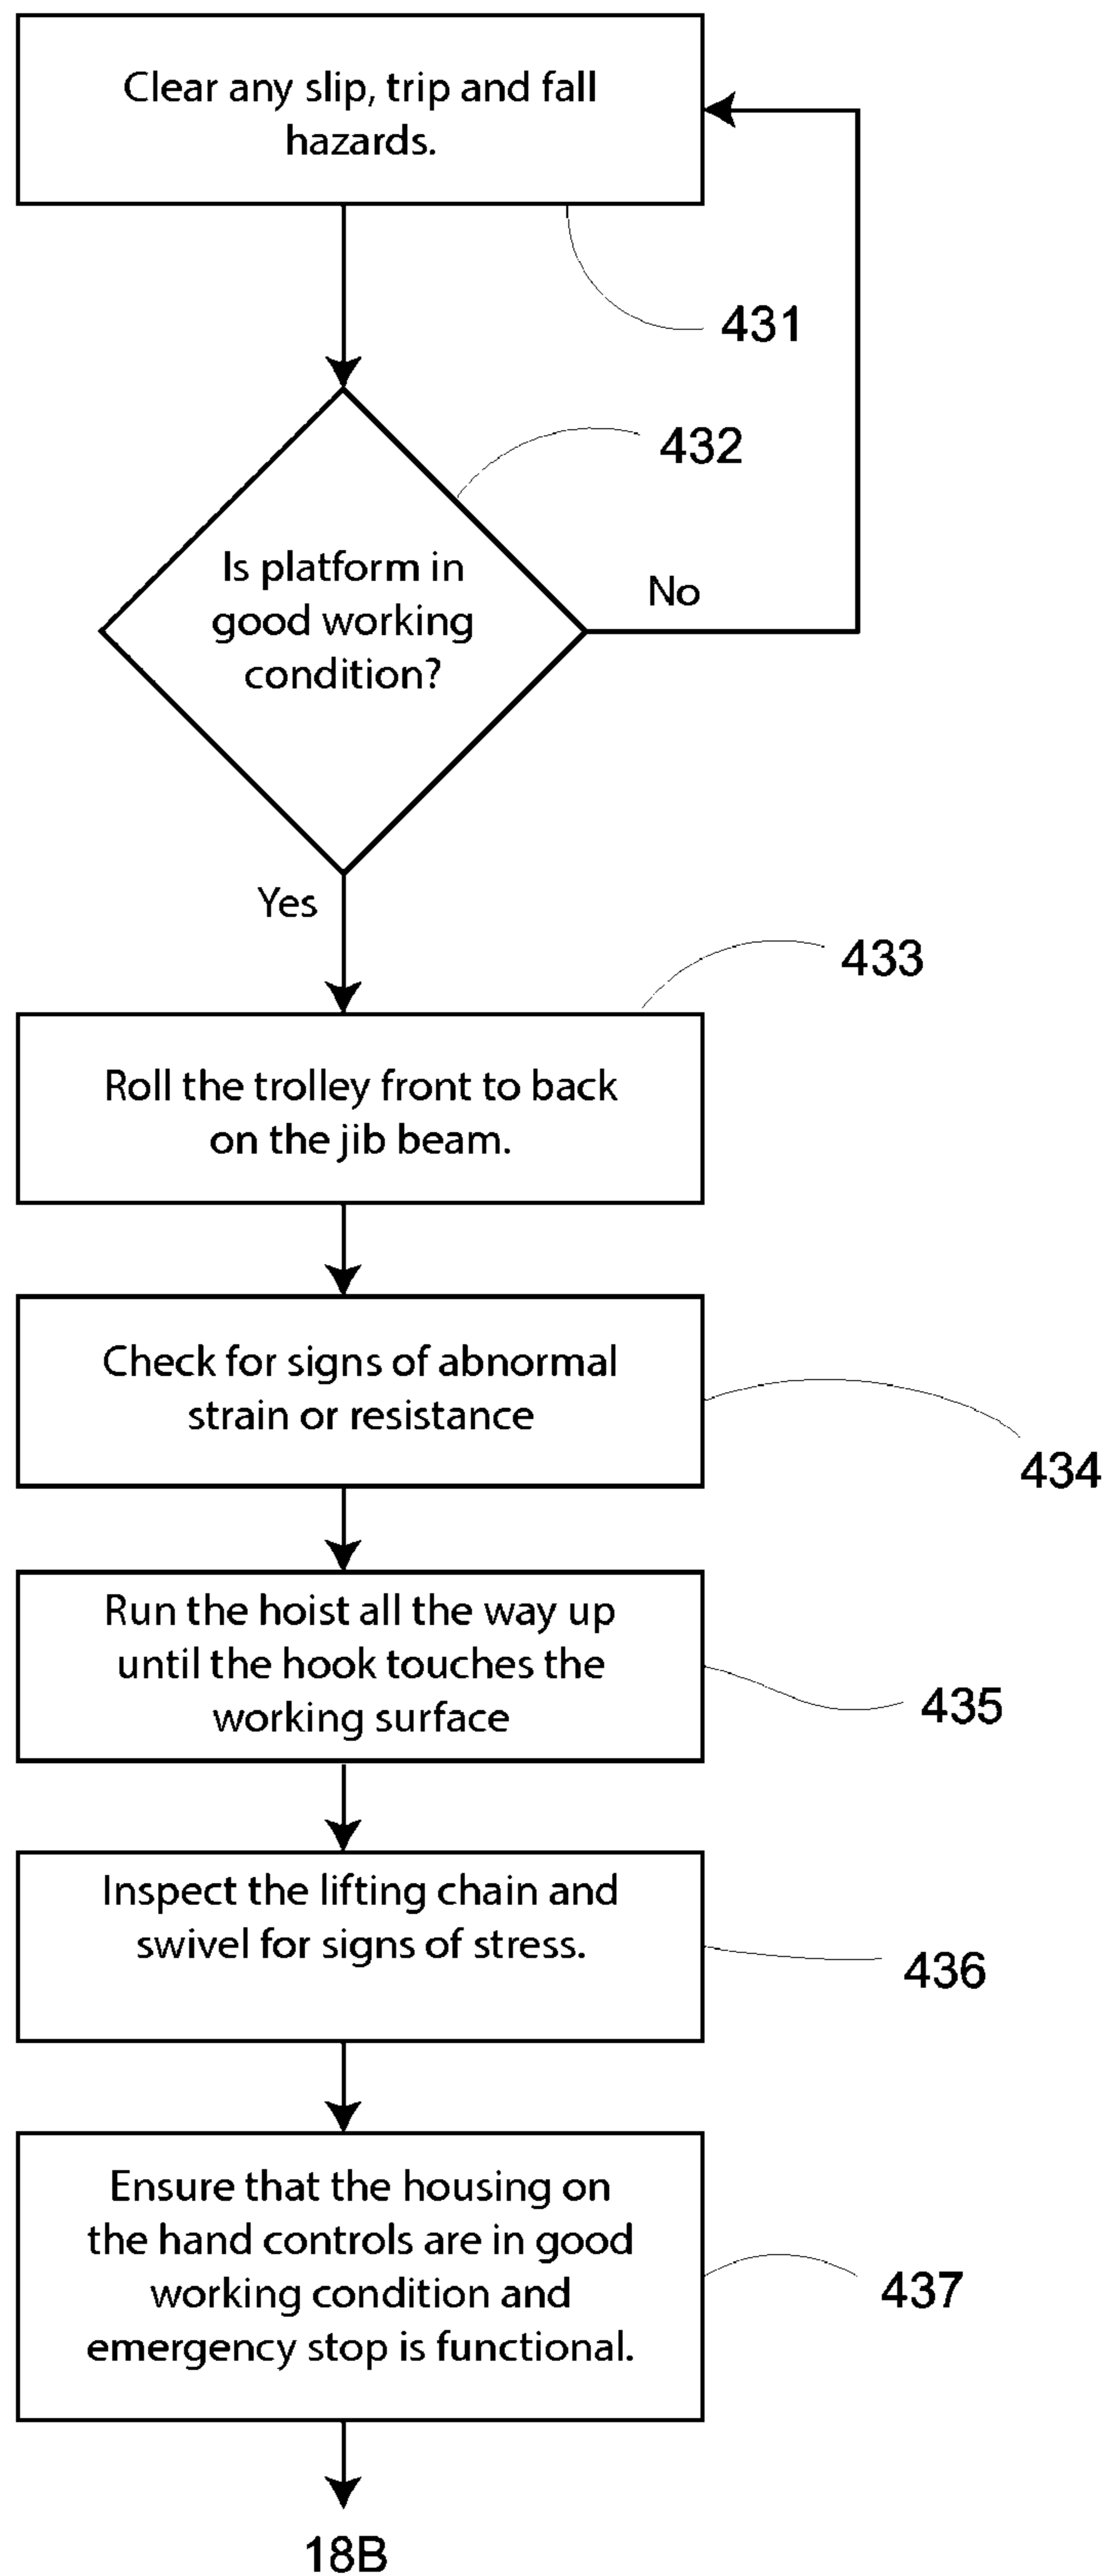 Clear any slip, trip and fall
hazards.
431
432
Is platform in
good working
condition?
No
Yes
433
Roll the trolley front to back
on the jib beam.
Check for signs of abnormal
strain or resistance
434
Run the hoist all the way up
until the hook touches the
working surface
435
Inspect the lifting chain and
swivel for signs of stress.
436
Ensure that the housing on
the hand controls are in good
working condition and
emergency stop is functional.
437
18B